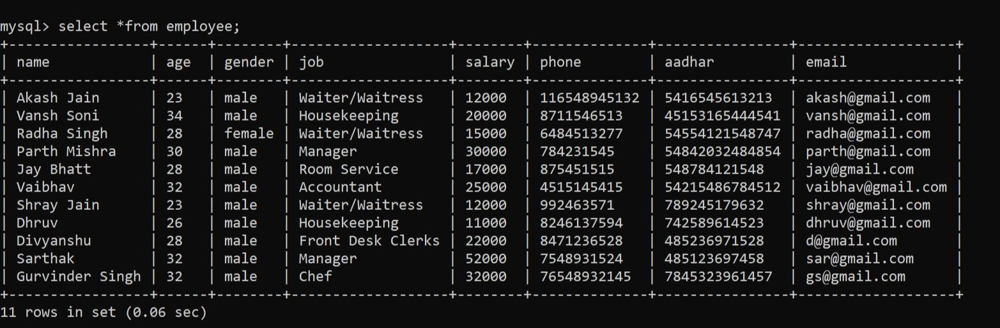 mysql> select *from employee;
+-----------------+------+--------+-------------------+--------+--------------+----------------+-------------------+
| name            | age  | gender | job               | salary | phone        | aadhar         | email             |
+-----------------+------+--------+-------------------+--------+--------------+----------------+-------------------+
| Akash Jain      | 23   | male   | Waiter/Waitress   | 12000  | 116548945132 | 5416545613213  | akash@gmail.com   |
| Vansh Soni      | 34   | male   | Housekeeping      | 20000  | 8711546513   | 45153165444541 | vansh@gmail.com   |
| Radha Singh     | 28   | female | Waiter/Waitress   | 15000  | 6484513277   | 54554121548747 | radha@gmail.com   |
| Parth Mishra    | 30   | male   | Manager           | 30000  | 784231545    | 54842032484854 | parth@gmail.com   |
| Jay Bhatt       | 28   | male   | Room Service      | 17000  | 875451515    | 548784121548   | jay@gmail.com     |
| Vaibhav         | 32   | male   | Accountant        | 25000  | 4515145415   | 54215486784512 | vaibhav@gmail.com |
| Shray Jain      | 23   | male   | Waiter/Waitress   | 12000  | 992463571    | 789245179632   | shray@gmail.com   |
| Dhruv           | 26   | male   | Housekeeping      | 11000  | 8246137594   | 742589614523   | dhruv@gmail.com   |
| Divyanshu       | 28   | male   | Front Desk Clerks | 22000  | 8471236528   | 485236971528   | d@gmail.com       |
| Sarthak         | 32   | male   | Manager           | 52000  | 7548931524   | 485123697458   | sar@gmail.com     |
| Gurvinder Singh | 32   | male   | Chef              | 32000  | 76548932145  | 7845323961457  | gs@gmail.com      |
+-----------------+------+--------+-------------------+--------+--------------+----------------+-------------------+
11 rows in set (0.06 sec)